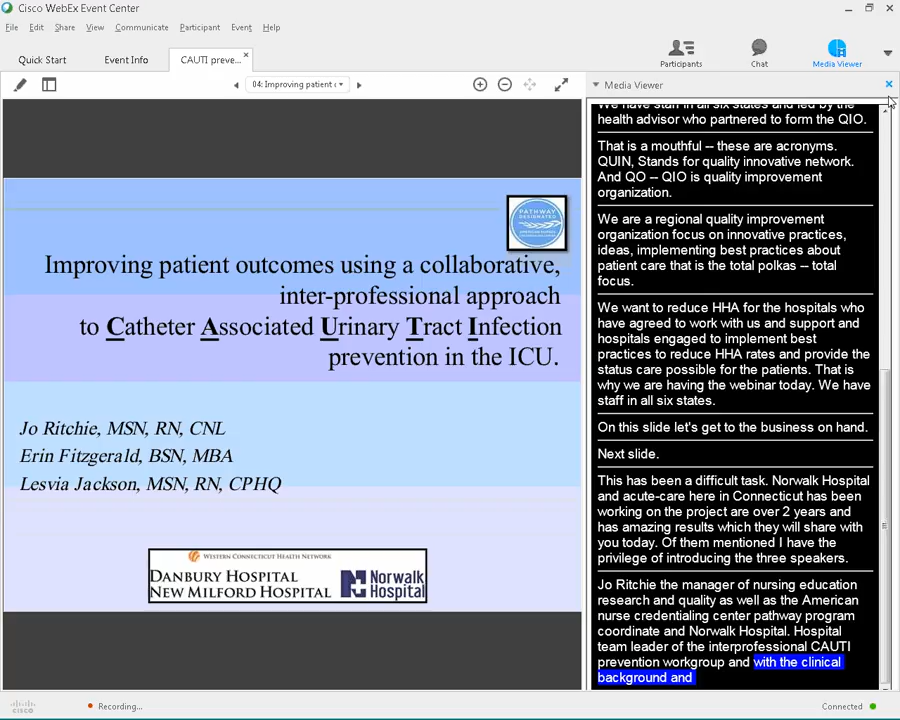 Cisco WebEx Event Center
File Edit Share View Communicate Participant Event Help
Quick Start Event Info CAUTI preve... Participants Chat Media Viewer
04: Improving patient c
Media Viewer
We have staff in all six states and led by the
health advisor who partnered to form the QIO.
That is a mouthful -- these are acronyms.
QUIN, Stands for quality innovative network.
And QO -- QIO is quality improvement
organization.
We are a regional quality improvement
organization focus on innovative practices,
ideas, implementing best practices about
patient care that is the total polkas -- total
focus.
We want to reduce HHA for the hospitals who
have agreed to work with us and support and
hospitals engaged to implement best
practices to reduce HHA rates and provide the
status care possible for the patients. That is
why we are having the webinar today. We have
staff in all six states.
On this slide let's get to the business on hand.
Next slide.
This has been a difficult task. Norwalk Hospital
and acute-care here in Connecticut has been
working on the project are over 2 years and
has amazing results which they will share with
you today. Of them mentioned I have the
privilege of introducing the three speakers.
Jo Ritchie the manager of nursing education
research and quality as well as the American
nurse credentialing center pathway program
coordinate and Norwalk Hospital. Hospital
team leader of the interprofessional CAUTI
prevention workgroup and with the clinical
background and
PATHWAY
DESIGNATED
Improving patient outcomes using a collaborative,
inter-professional approach
to Catheter Associated Urinary Tract Infection
prevention in the ICU.
Jo Ritchie, MSN, RN, CNL
Erin Fitzgerald, BSN, MBA
Lesvia Jackson, MSN, RN, CPHQ
WESTERN CONNECTICUT HEALTH NETWORK
DANBURY HOSPITAL
NEW MILFORD HOSPITAL
Norwalk
Hospital
cisco
Recording...
Connected